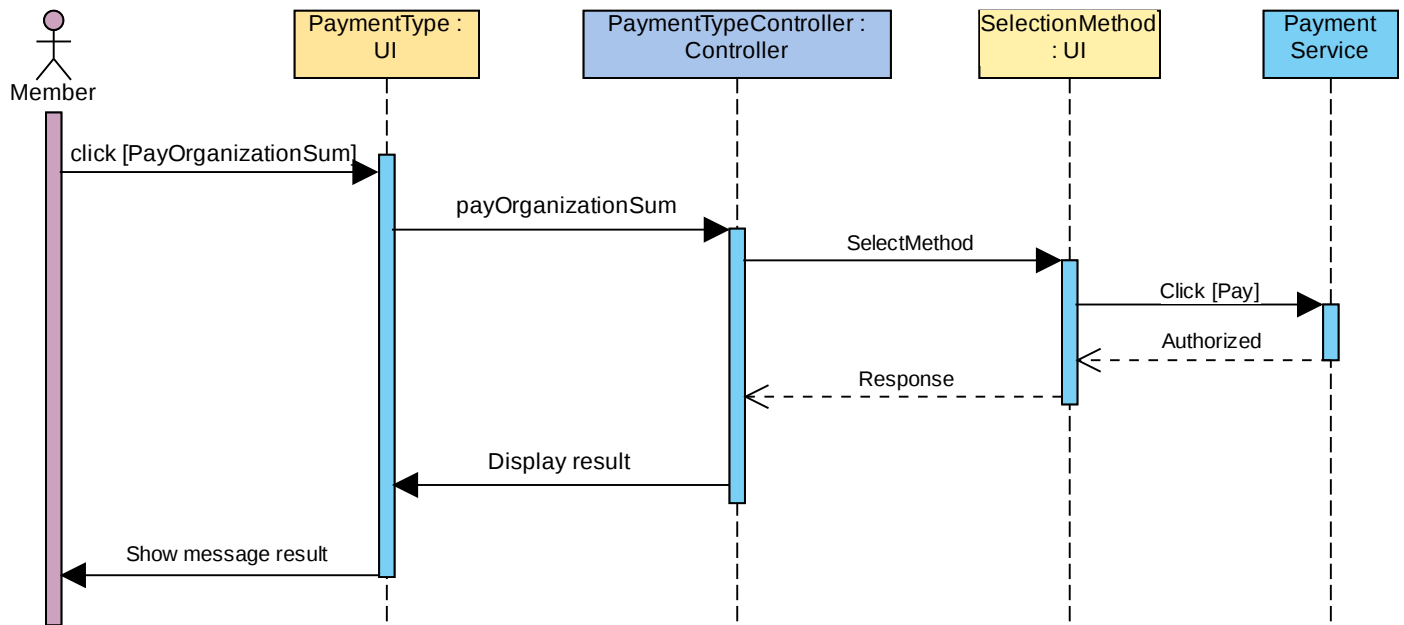 PaymentType :
UI
PaymentTypeController :
Controller
SelectionMethod
: UI
Payment
Service
Member
click [PayOrganizationSum]
payOrganizationSum
SelectMethod
Click [Pay]
Authorized
Response
Display result
Show message result